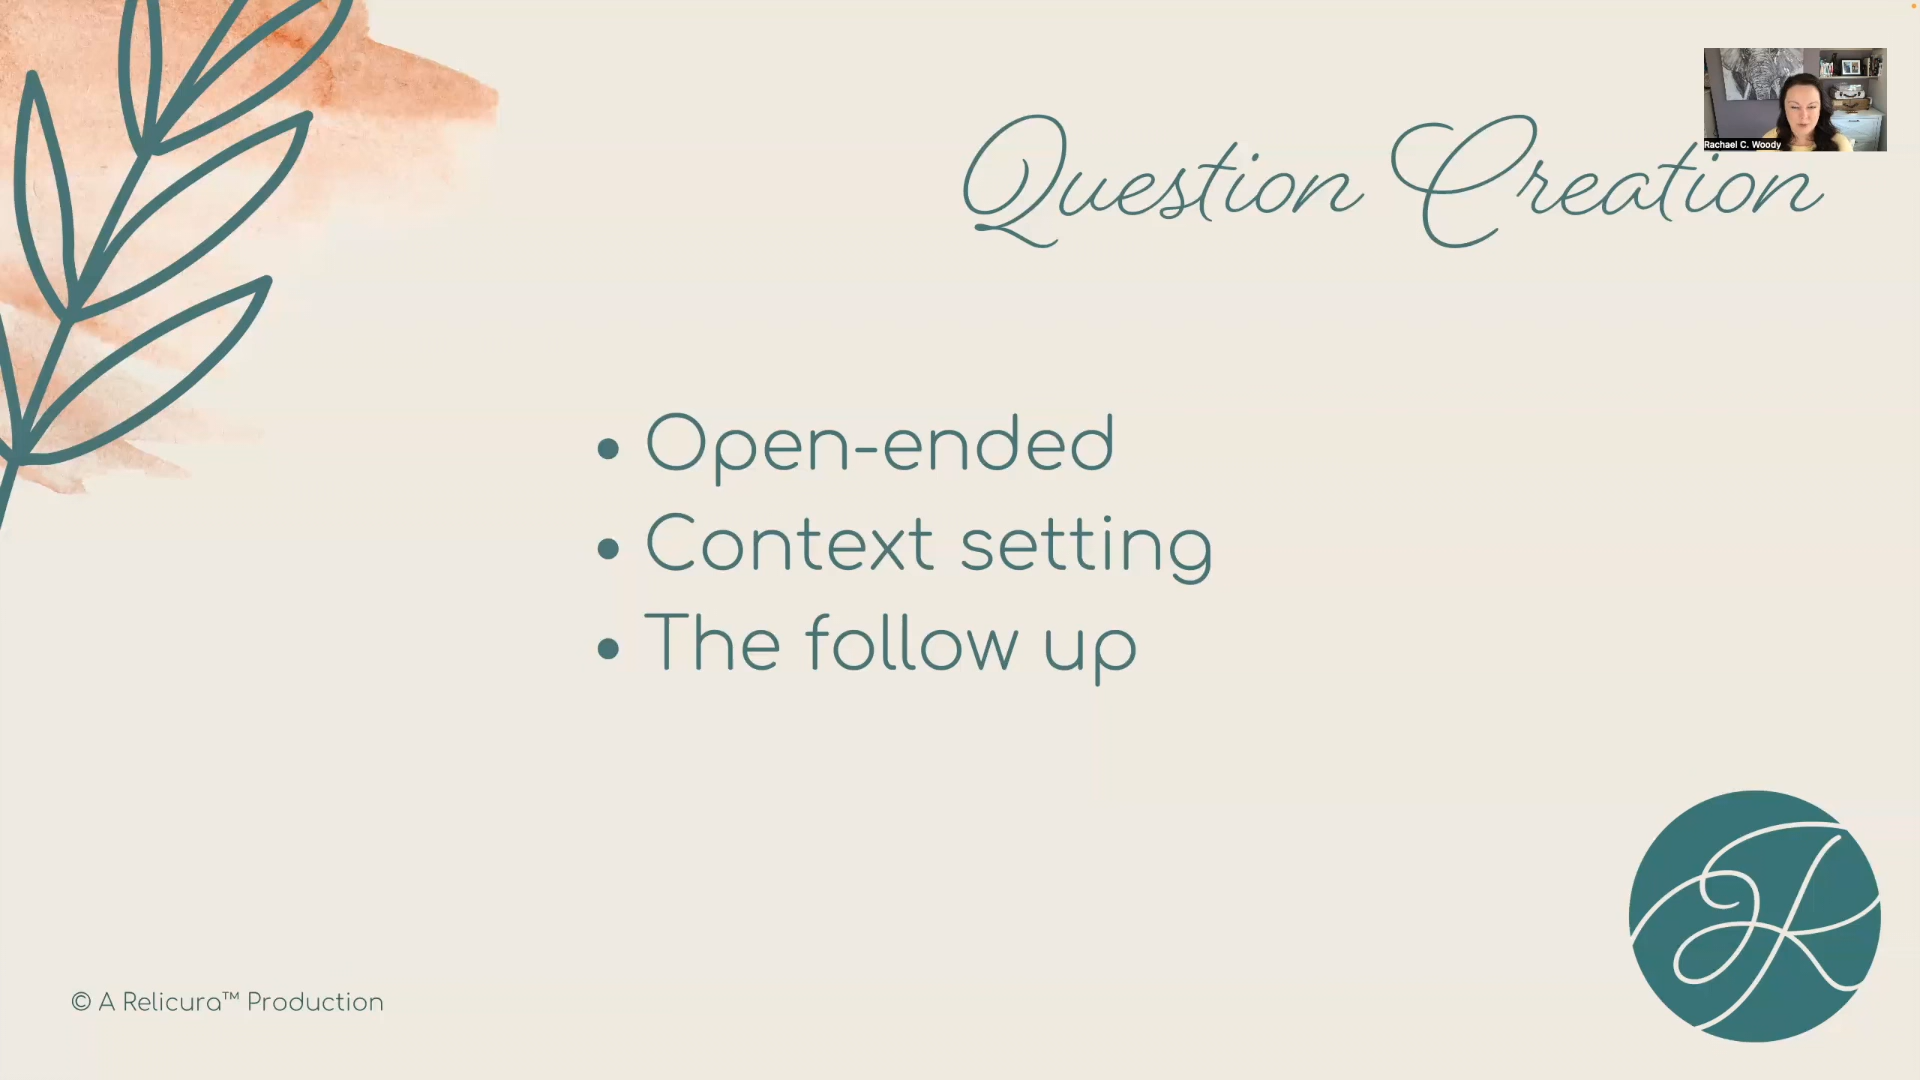 Rachael C. Woody
Question Creation
• Open-ended
• Context setting
• The follow up
© A Relicura™ Production
R